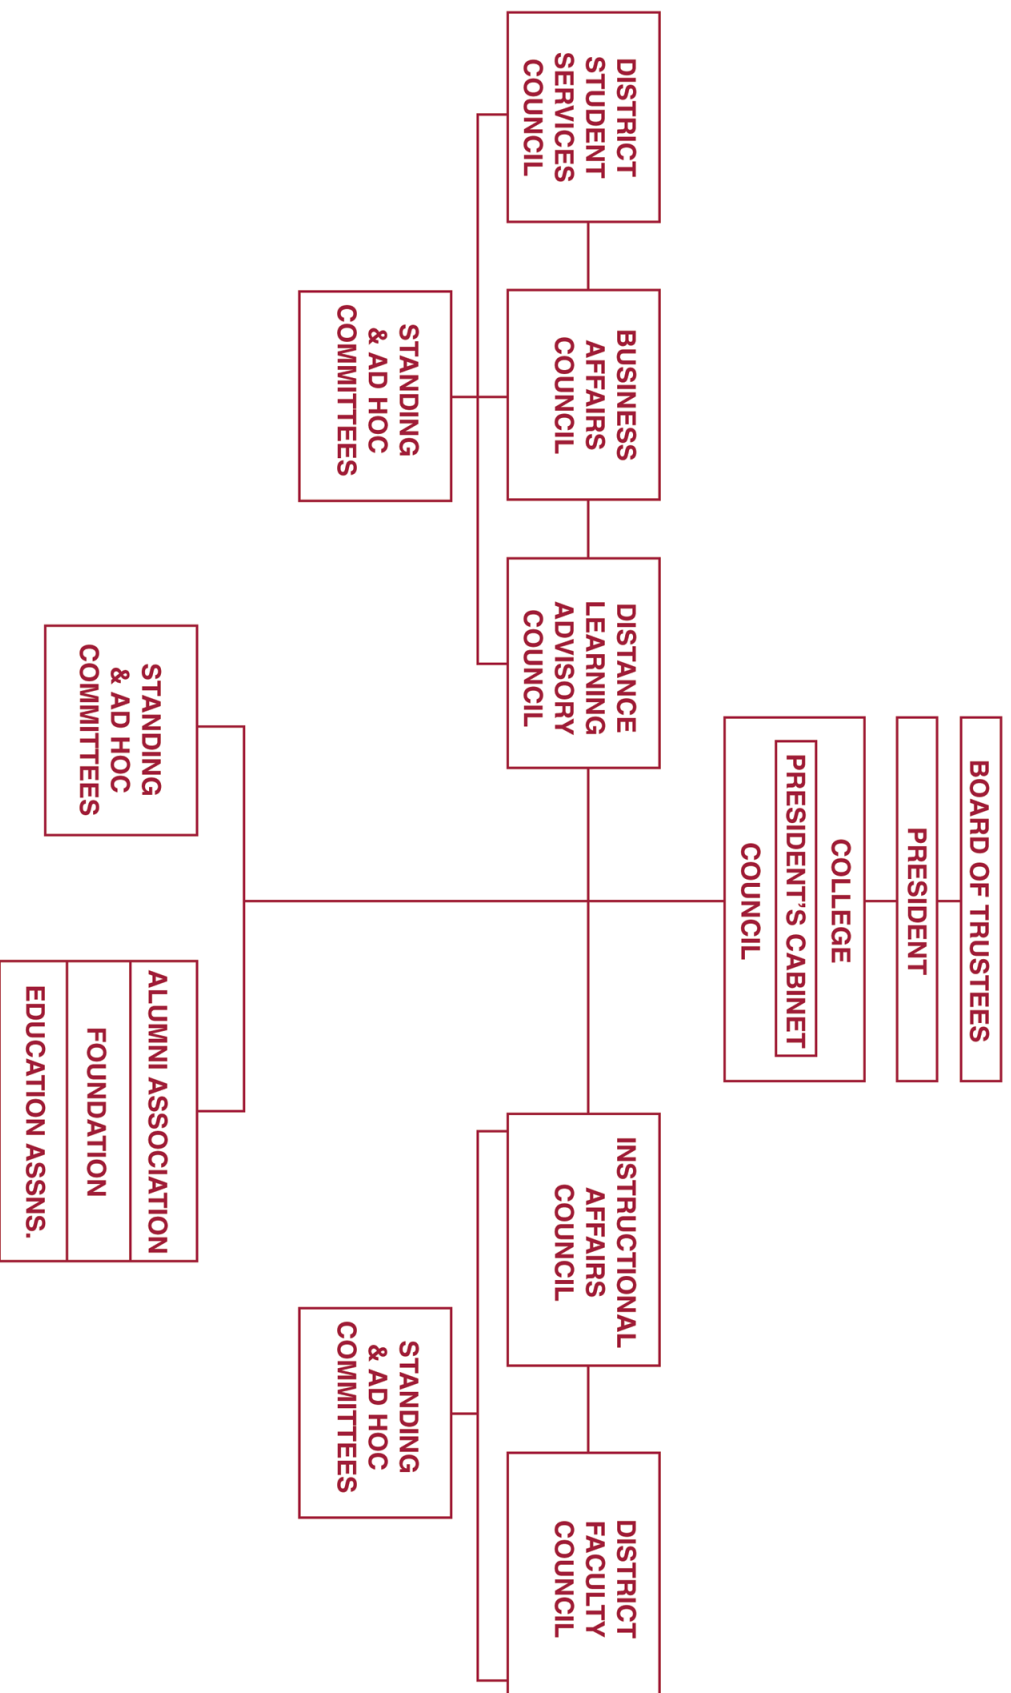 BOARD OF TRUSTEES
PRESIDENT
COLLEGE
PRESIDENT'S CABINET
COUNCIL
DISTRICT
STUDENT
SERVICES
COUNCIL
BUSINESS
AFFAIRS
COUNCIL
DISTANCE
LEARNING
ADVISORY
COUNCIL
INSTRUCTIONAL
AFFAIRS
COUNCIL
DISTRICT
FACULTY
COUNCIL
STANDING
& AD HOC
COMMITTEES
STANDING
& AD HOC
COMMITTEES
STANDING
& AD HOC
COMMITTEES
ALUMNI ASSOCIATION
FOUNDATION
EDUCATION ASSNS.